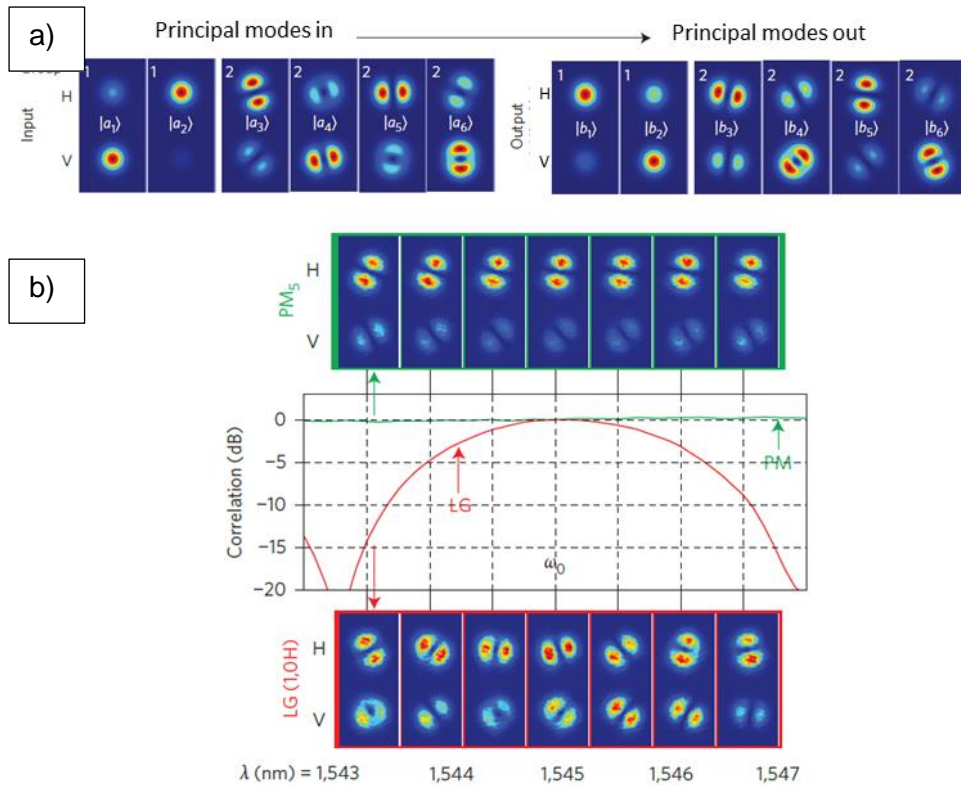 a)
Principal modes in
Principal modes out
1 1 2 2 2 2
1 1 2 2 2 2
H
H
Input
|a₁⟩ |a₂⟩ |a₃⟩ |a₄⟩ |a₅⟩ |a₆⟩
Output
|b₁⟩ |b₂⟩ |b₃⟩ |b₄⟩ |b₅⟩ |b₆⟩
V
V
b)
PM₅
H
V
Correlation (dB)
0
−5
−10
−15
−20
LG
PM
ω₀
LG (1,0H)
H
V
λ (nm) = 1,543 1,544 1,545 1,546 1,547